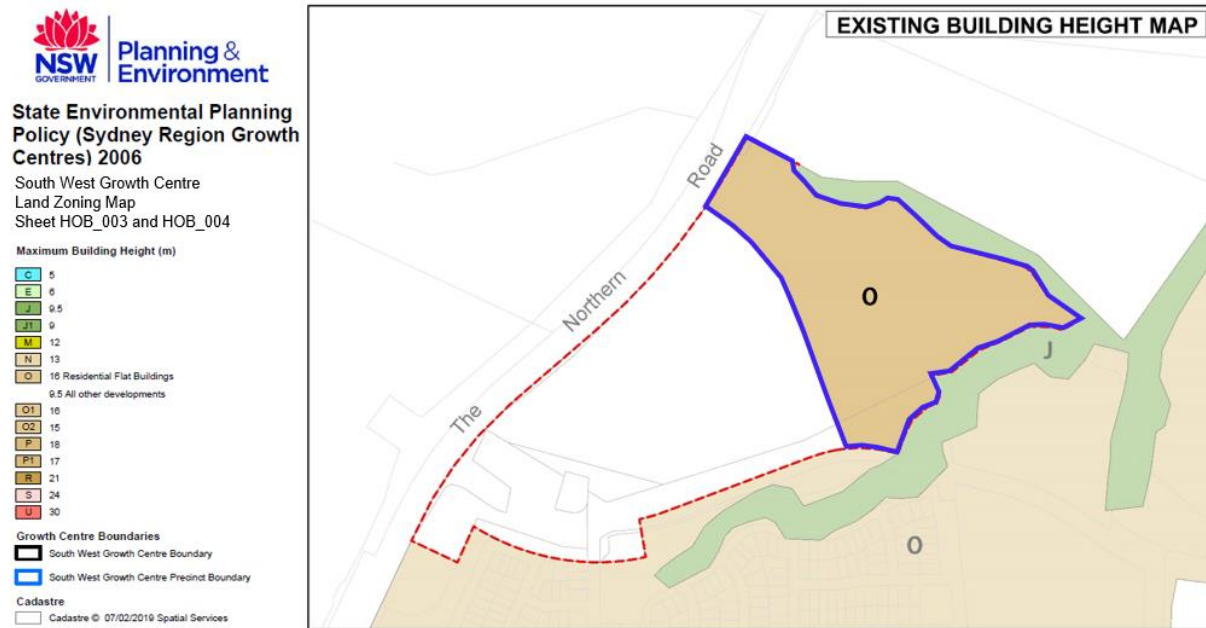 NSW
GOVERNMENT
Planning &
Environment
State Environmental Planning
Policy (Sydney Region Growth
Centres) 2006
South West Growth Centre
Land Zoning Map
Sheet HOB_003 and HOB_004
Maximum Building Height (m)
C 5
E 6
J 9.5
J1 9
M 12
N 13
O 16 Residential Flat Buildings
9.5 All other developments
O1 16
O2 15
P 18
P1 17
R 21
S 24
U 30
Growth Centre Boundaries
South West Growth Centre Boundary
South West Growth Centre Precinct Boundary
Cadastre
Cadastre © 07/02/2019 Spatial Services
EXISTING BUILDING HEIGHT MAP
The Northern Road
O
J
O